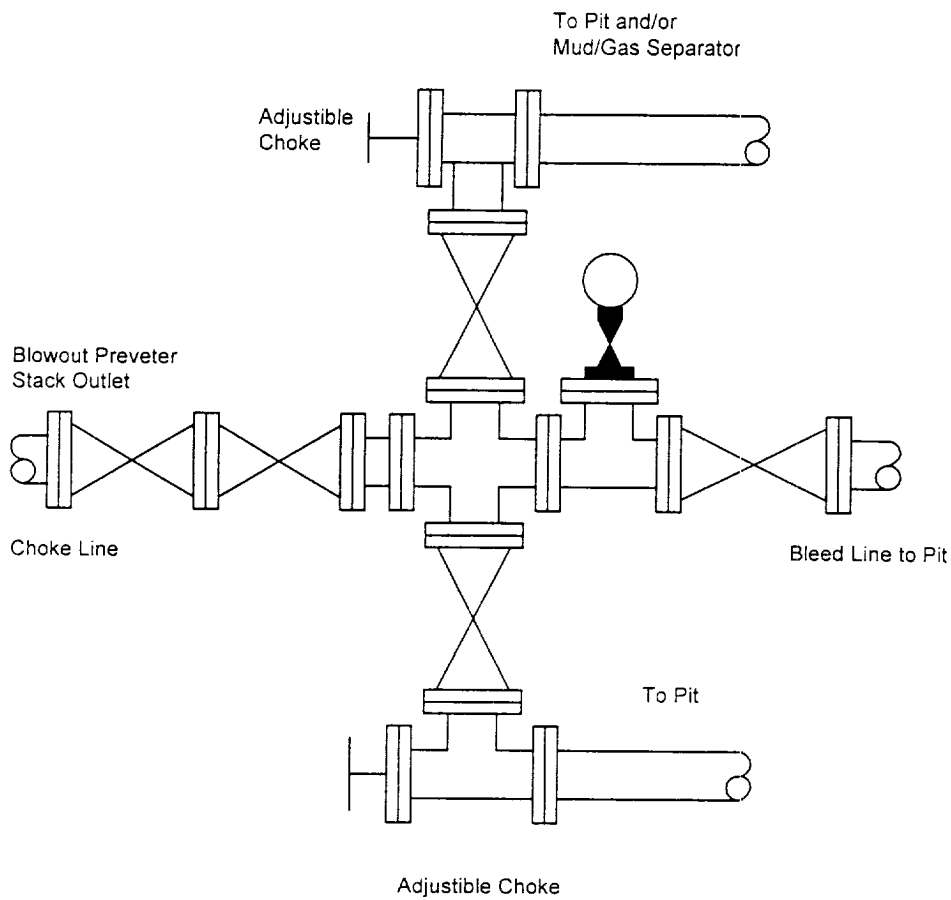 To Pit and/or
Mud/Gas Separator
Adjustible
Choke
Blowout Preveter
Stack Outlet
Choke Line
Bleed Line to Pit
To Pit
Adjustible Choke